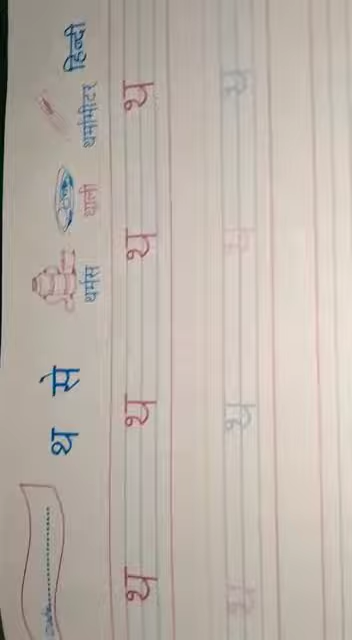 हिन्दी
थ से
थर्मस थाली थर्मामीटर
थ थ थ थ
थ थ थ थ